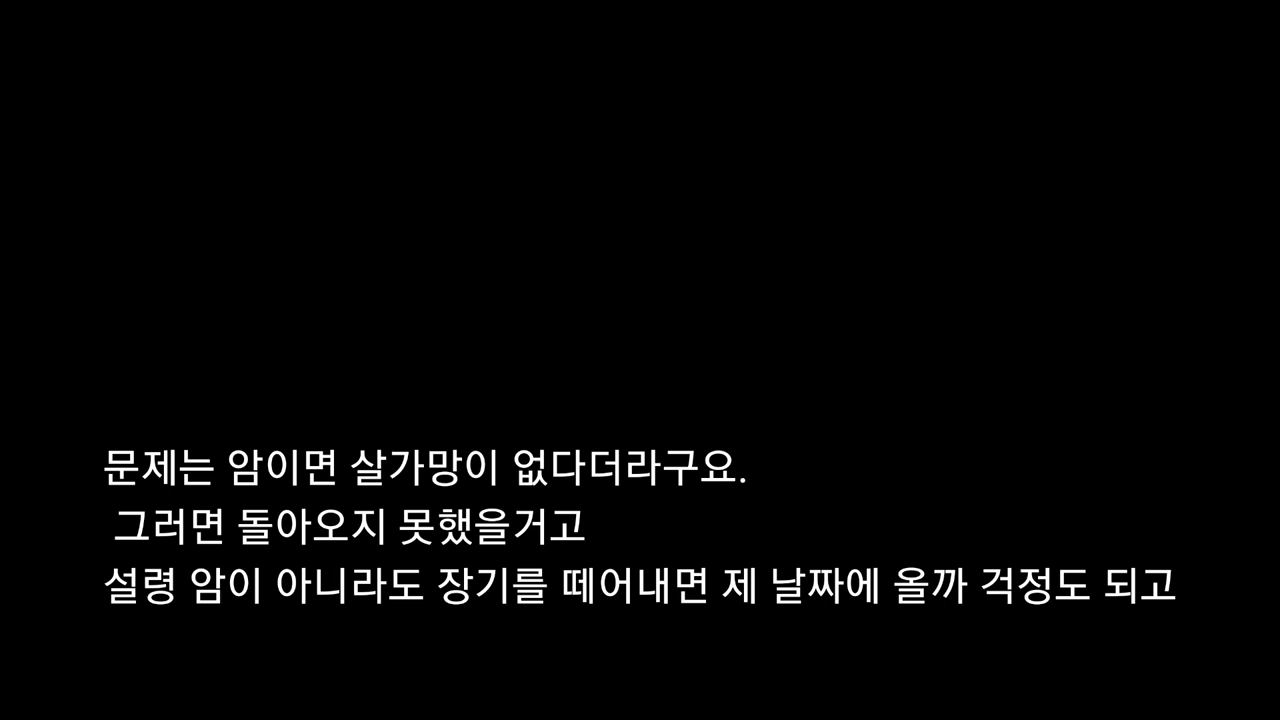 문제는 암이면 살가망이 없다더라구요.
그러면 돌아오지 못했을거고
설령 암이 아니라도 장기를 떼어내면 제 날짜에 올까 걱정도 되고